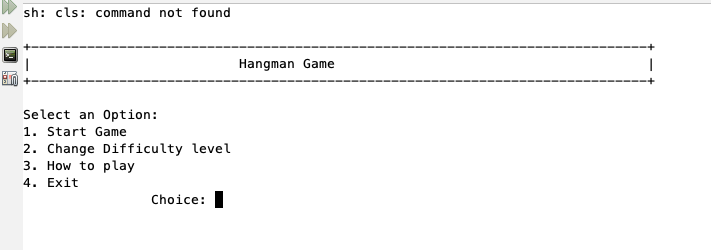 sh: cls: command not found
+-----------------------------------------------------------------------------+
| Hangman Game |
+-----------------------------------------------------------------------------+
Select an Option:
1. Start Game
2. Change Difficulty level
3. How to play
4. Exit
Choice: